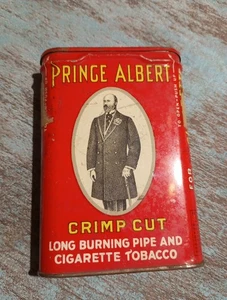 PRINCE ALBERT
CRIMP CUT
LONG BURNING PIPE AND
CIGARETTE TOBACCO